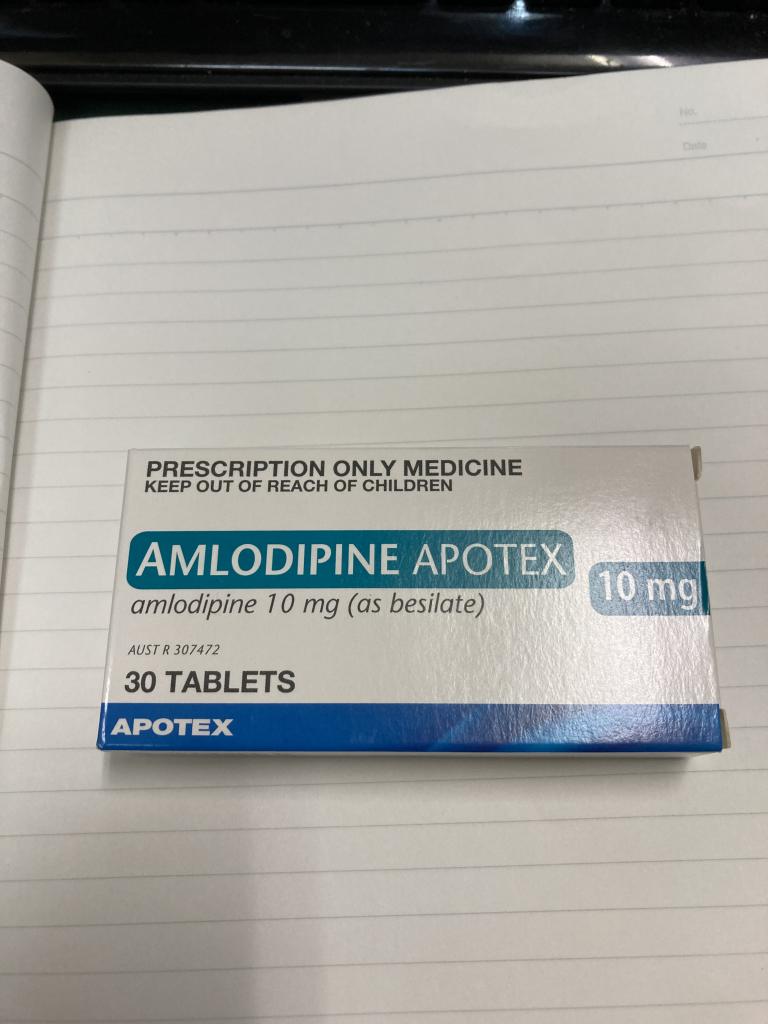 No.
Date
PRESCRIPTION ONLY MEDICINE
KEEP OUT OF REACH OF CHILDREN
AMLODIPINE APOTEX
10 mg
amlodipine 10 mg (as besilate)
AUST R 307472
30 TABLETS
APOTEX